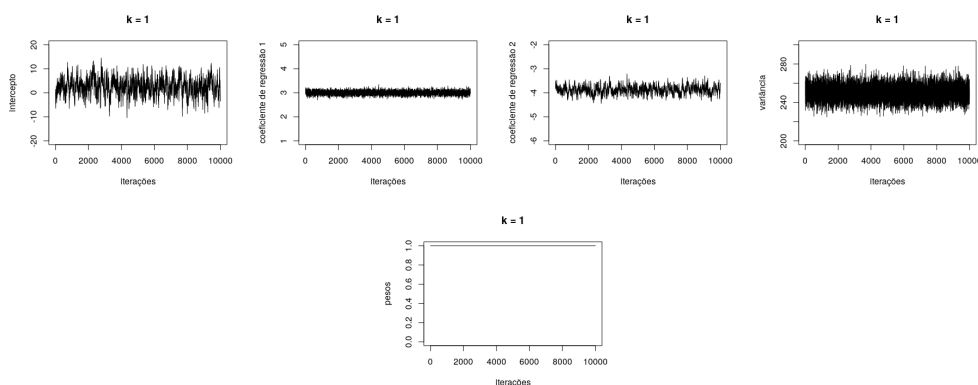 k = 1
Intercepto
20
10
0
-10
-20
0 2000 4000 6000 8000 10000
Iterações
k = 1
coeficiente de regressão 1
5
4
3
2
1
0 2000 4000 6000 8000 10000
Iterações
k = 1
coeficiente de regressão 2
-2
-3
-4
-5
-6
0 2000 4000 6000 8000 10000
Iterações
k = 1
variância
280
240
200
0 2000 4000 6000 8000 10000
Iterações
k = 1
pesos
1.0
0.8
0.6
0.4
0.2
0.0
0 2000 4000 6000 8000 10000
Iterações